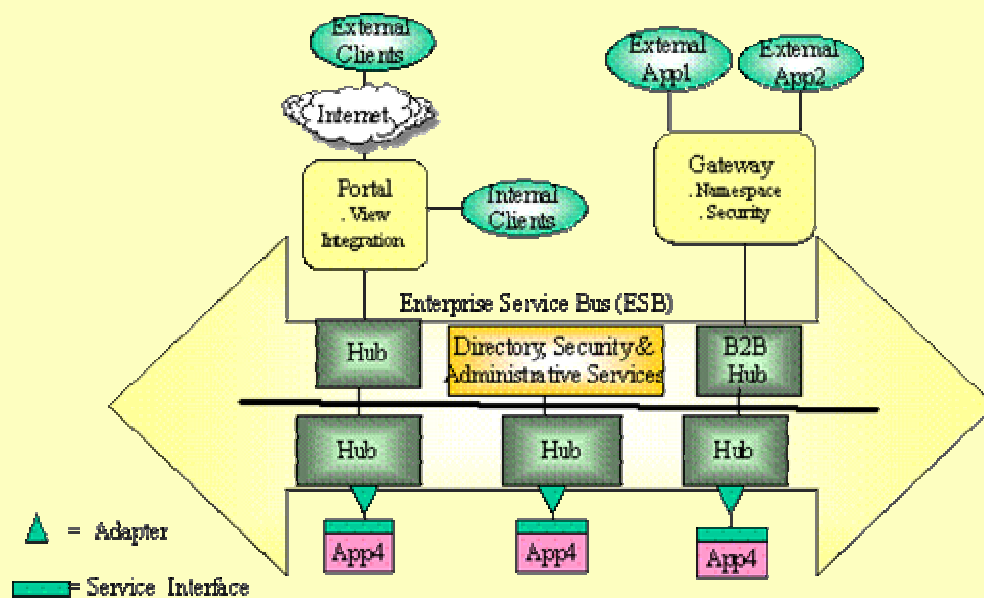 External
Clients
Internet
External
App1
External
App2
Portal
. View
Integration
Internal
Clients
Gateway
. Namespace
. Security
Enterprise Service Bus (ESB)
Hub
Directory, Security &
Administrative Services
B2B
Hub
Hub
Hub
Hub
App4
App4
App4
= Adapter
= Service Interface